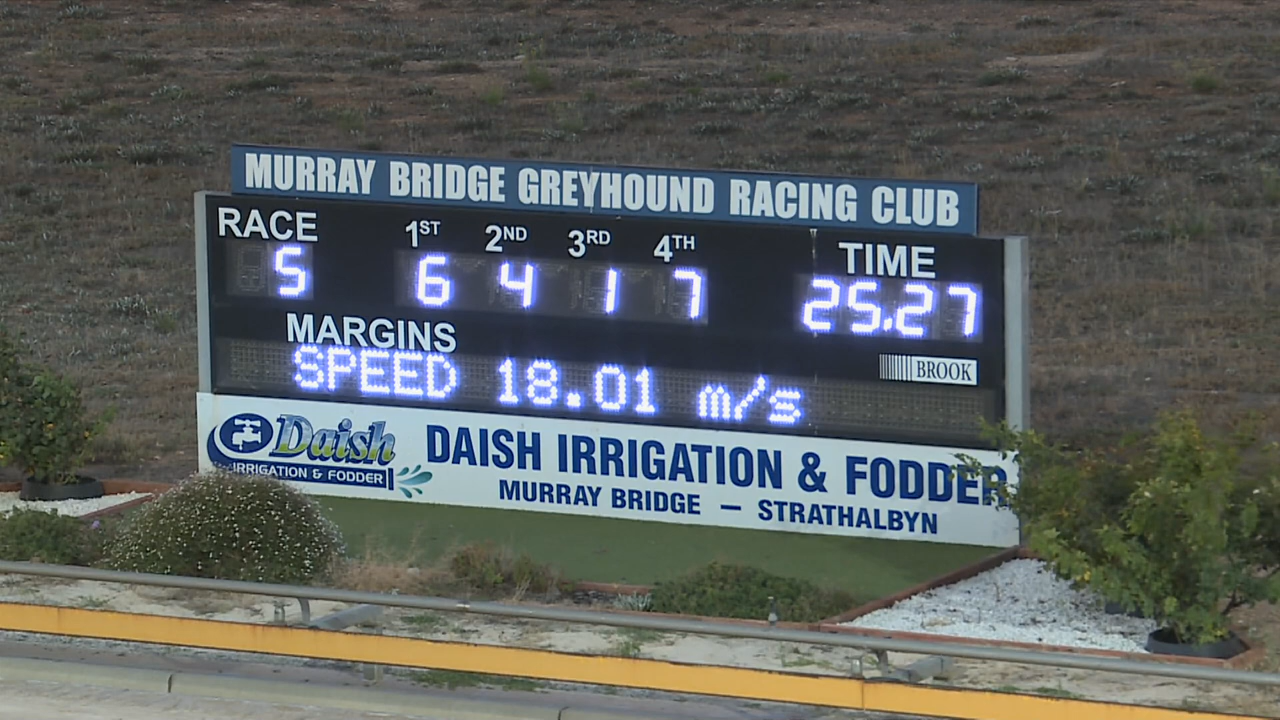 MURRAY BRIDGE GREYHOUND RACING CLUB
RACE 1ST 2ND 3RD 4TH TIME
5 6 4 1 7 25.27
MARGINS
BROOK
SPEED 18.01 m/s
Daish
IRRIGATION & FODDER
DAISH IRRIGATION & FODDER
MURRAY BRIDGE — STRATHALBYN